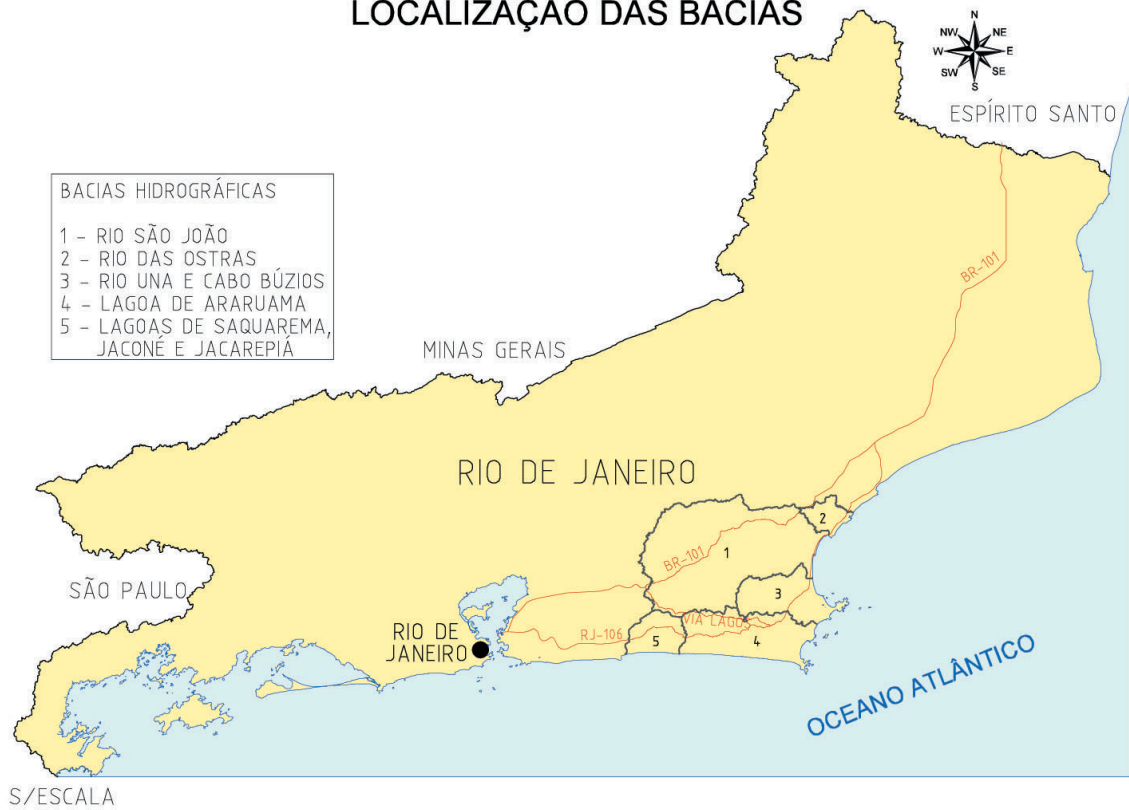 LOCALIZAÇÃO DAS BACIAS
N
NW
NE
W
E
SW
SE
S
ESPÍRITO SANTO
BACIAS HIDROGRÁFICAS
1 - RIO SÃO JOÃO
2 - RIO DAS OSTRAS
3 - RIO UNA E CABO BÚZIOS
4 - LAGOA DE ARARUAMA
5 - LAGOAS DE SAQUAREMA,
JACONÉ E JACAREPIÁ
BR-101
MINAS GERAIS
RIO DE JANEIRO
2
1
BR-101
3
SÃO PAULO
VIA LAGOS
RIO DE
JANEIRO
RJ-106
5
4
OCEANO ATLÂNTICO
S/ESCALA